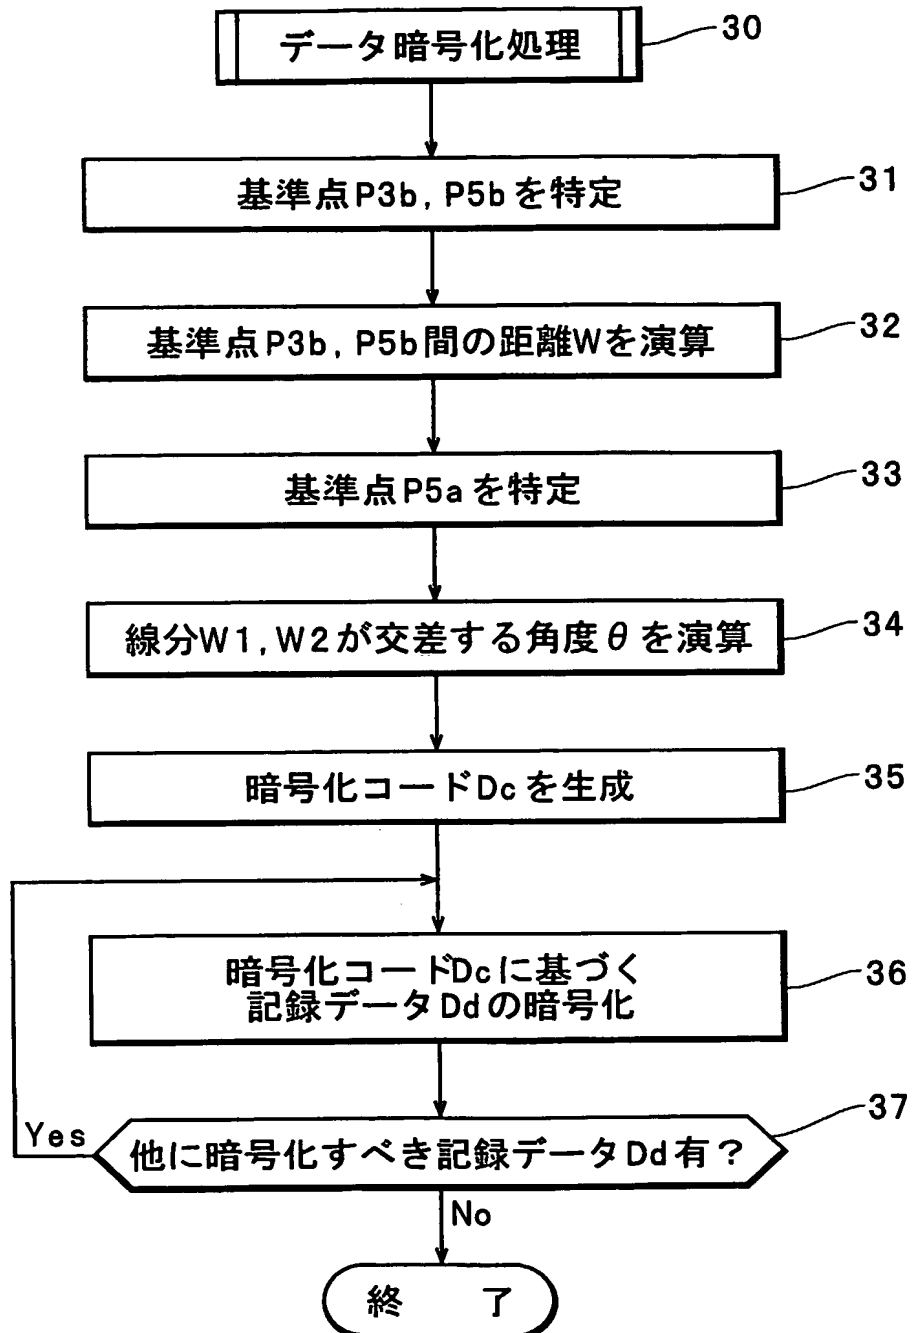 データ暗号化処理
30
基準点P3b, P5bを特定
31
基準点P3b, P5b間の距離Wを演算
32
基準点P5aを特定
33
線分W1, W2が交差する角度θを演算
34
暗号化コードDcを生成
35
暗号化コードDcに基づく
記録データDdの暗号化
36
他に暗号化すべき記録データDd有？
37
Yes
No
終 了